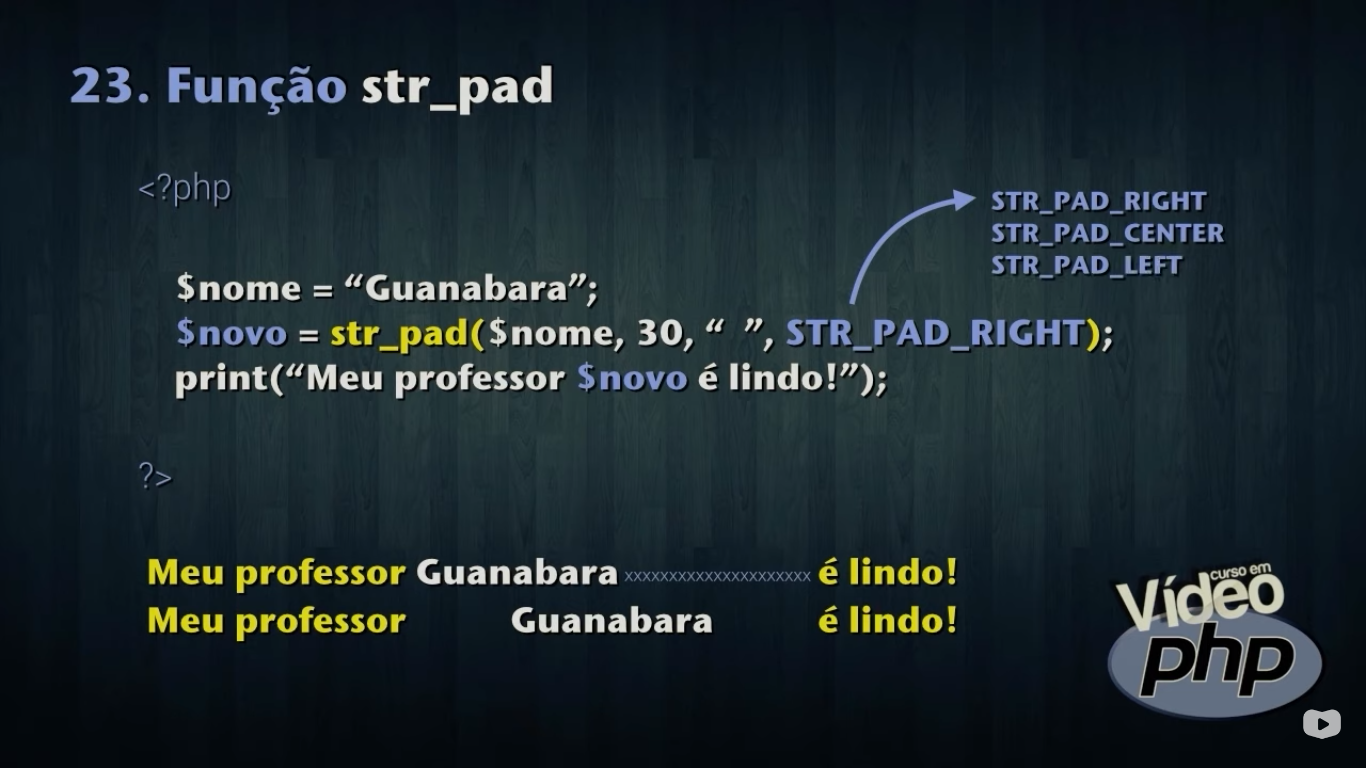 23. Função str_pad
<?php
STR_PAD_RIGHT
STR_PAD_CENTER
STR_PAD_LEFT
$nome = “Guanabara”;
$novo = str_pad($nome, 30, “ ”, STR_PAD_RIGHT);
print(“Meu professor $novo é lindo!”);
?>
Meu professor Guanabara xxxxxxxxxxxxxxxxxxxxx é lindo!
Meu professor Guanabara é lindo!
curso em
Vídeo
php